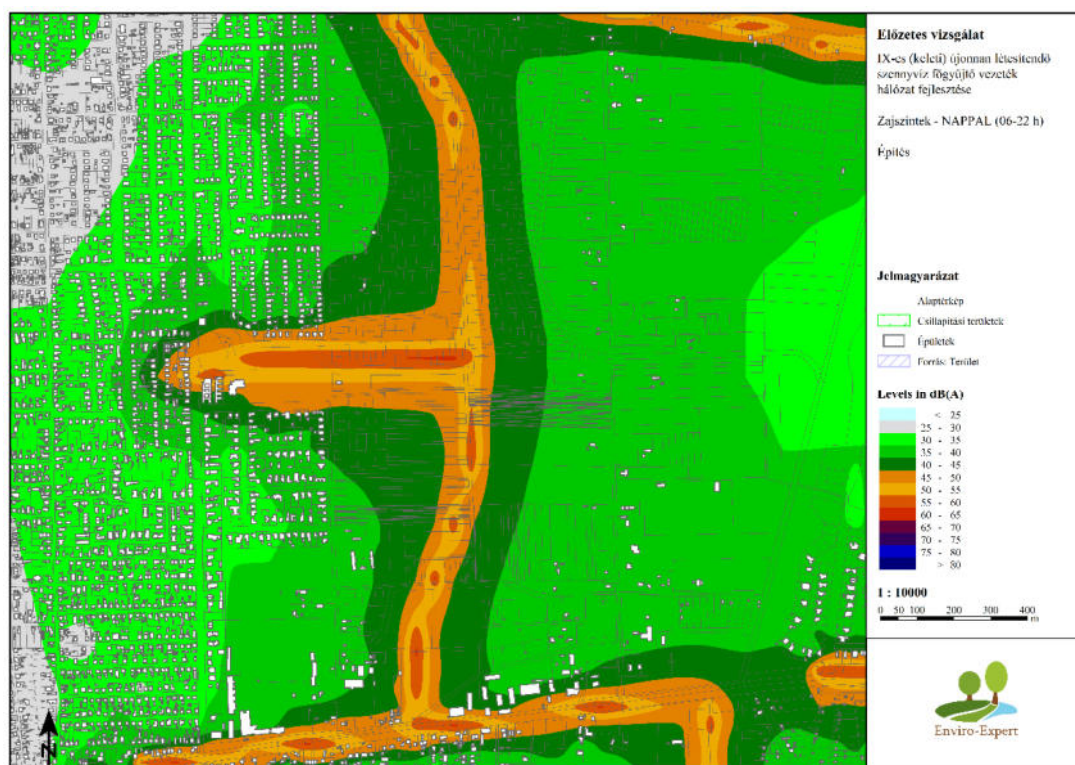 Előzetes vizsgálat
IX-es (keleti) újonnan létesítendő
szennyvíz főgyűjtő vezeték
hálózat fejlesztése
Zajszintek - NAPPAL (06-22 h)
Építés
Jelmagyarázat
Alaptérkép
Csillapítási területek
Épületek
Forrás: Terület
Levels in dB(A)
< 25
25 - 30
30 - 35
35 - 40
40 - 45
45 - 50
50 - 55
55 - 60
60 - 65
65 - 70
70 - 75
75 - 80
> 80
1 : 10000
0 50 100 200 300 400
m
Enviro-Expert
N